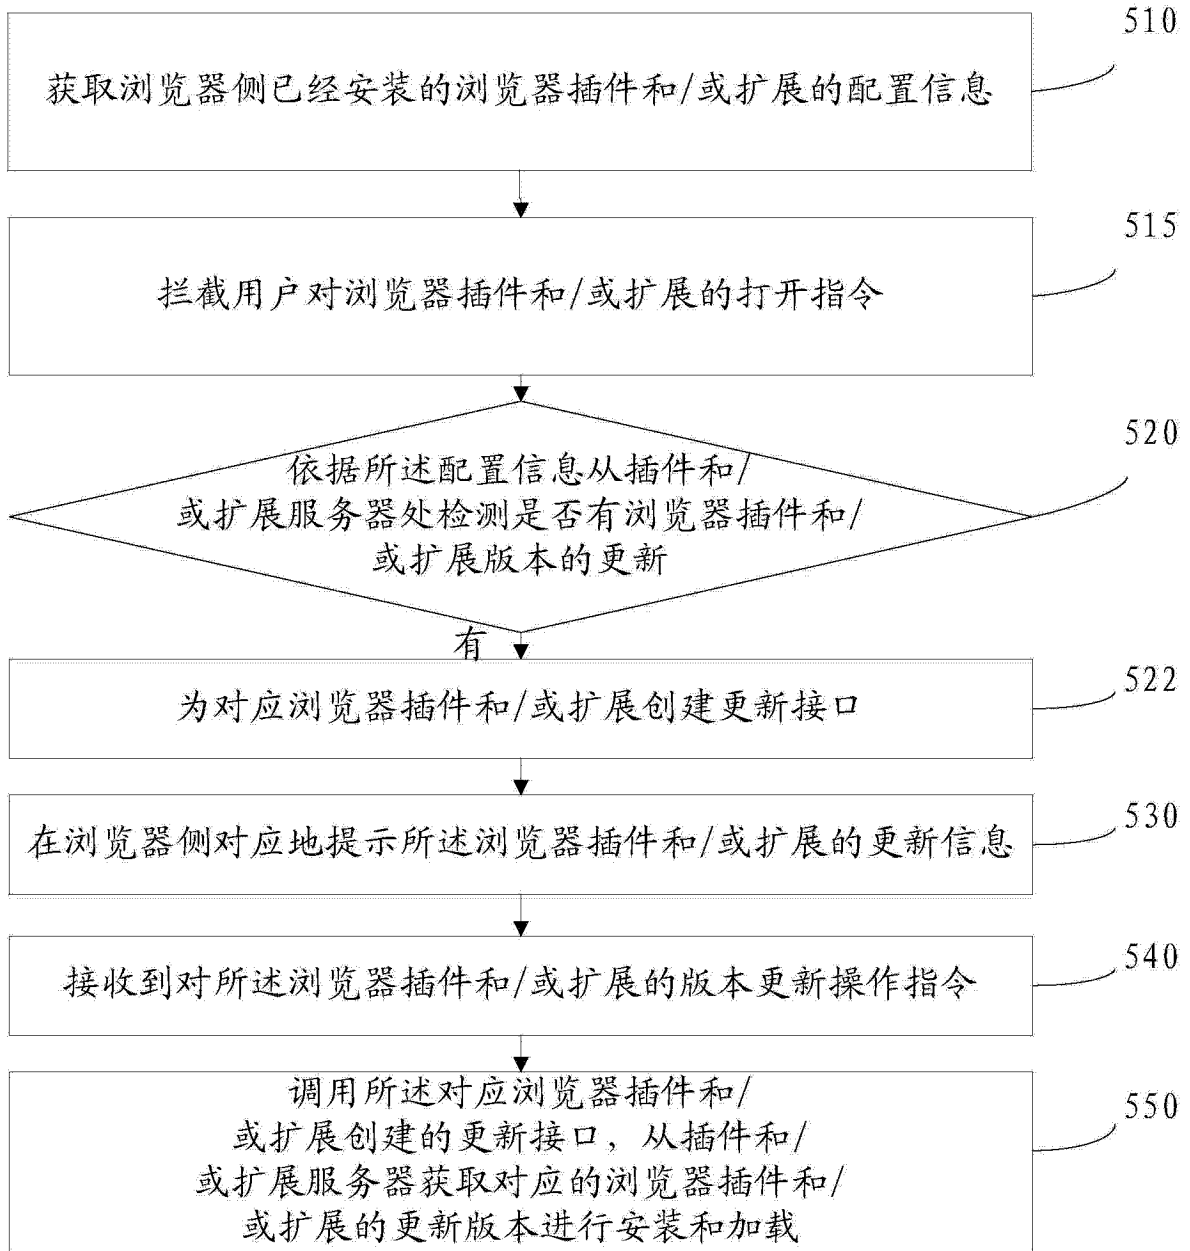 510
获取浏览器侧已经安装的浏览器插件和/或扩展的配置信息
515
拦截用户对浏览器插件和/或扩展的打开指令
520
依据所述配置信息从插件和/
或扩展服务器处检测是否有浏览器插件和/
或扩展版本的更新
有
522
为对应浏览器插件和/或扩展创建更新接口
530
在浏览器侧对应地提示所述浏览器插件和/或扩展的更新信息
540
接收到对所述浏览器插件和/或扩展的版本更新操作指令
550
调用所述对应浏览器插件和/
或扩展创建的更新接口，从插件和/
或扩展服务器获取对应的浏览器插件和/
或扩展的更新版本进行安装和加载